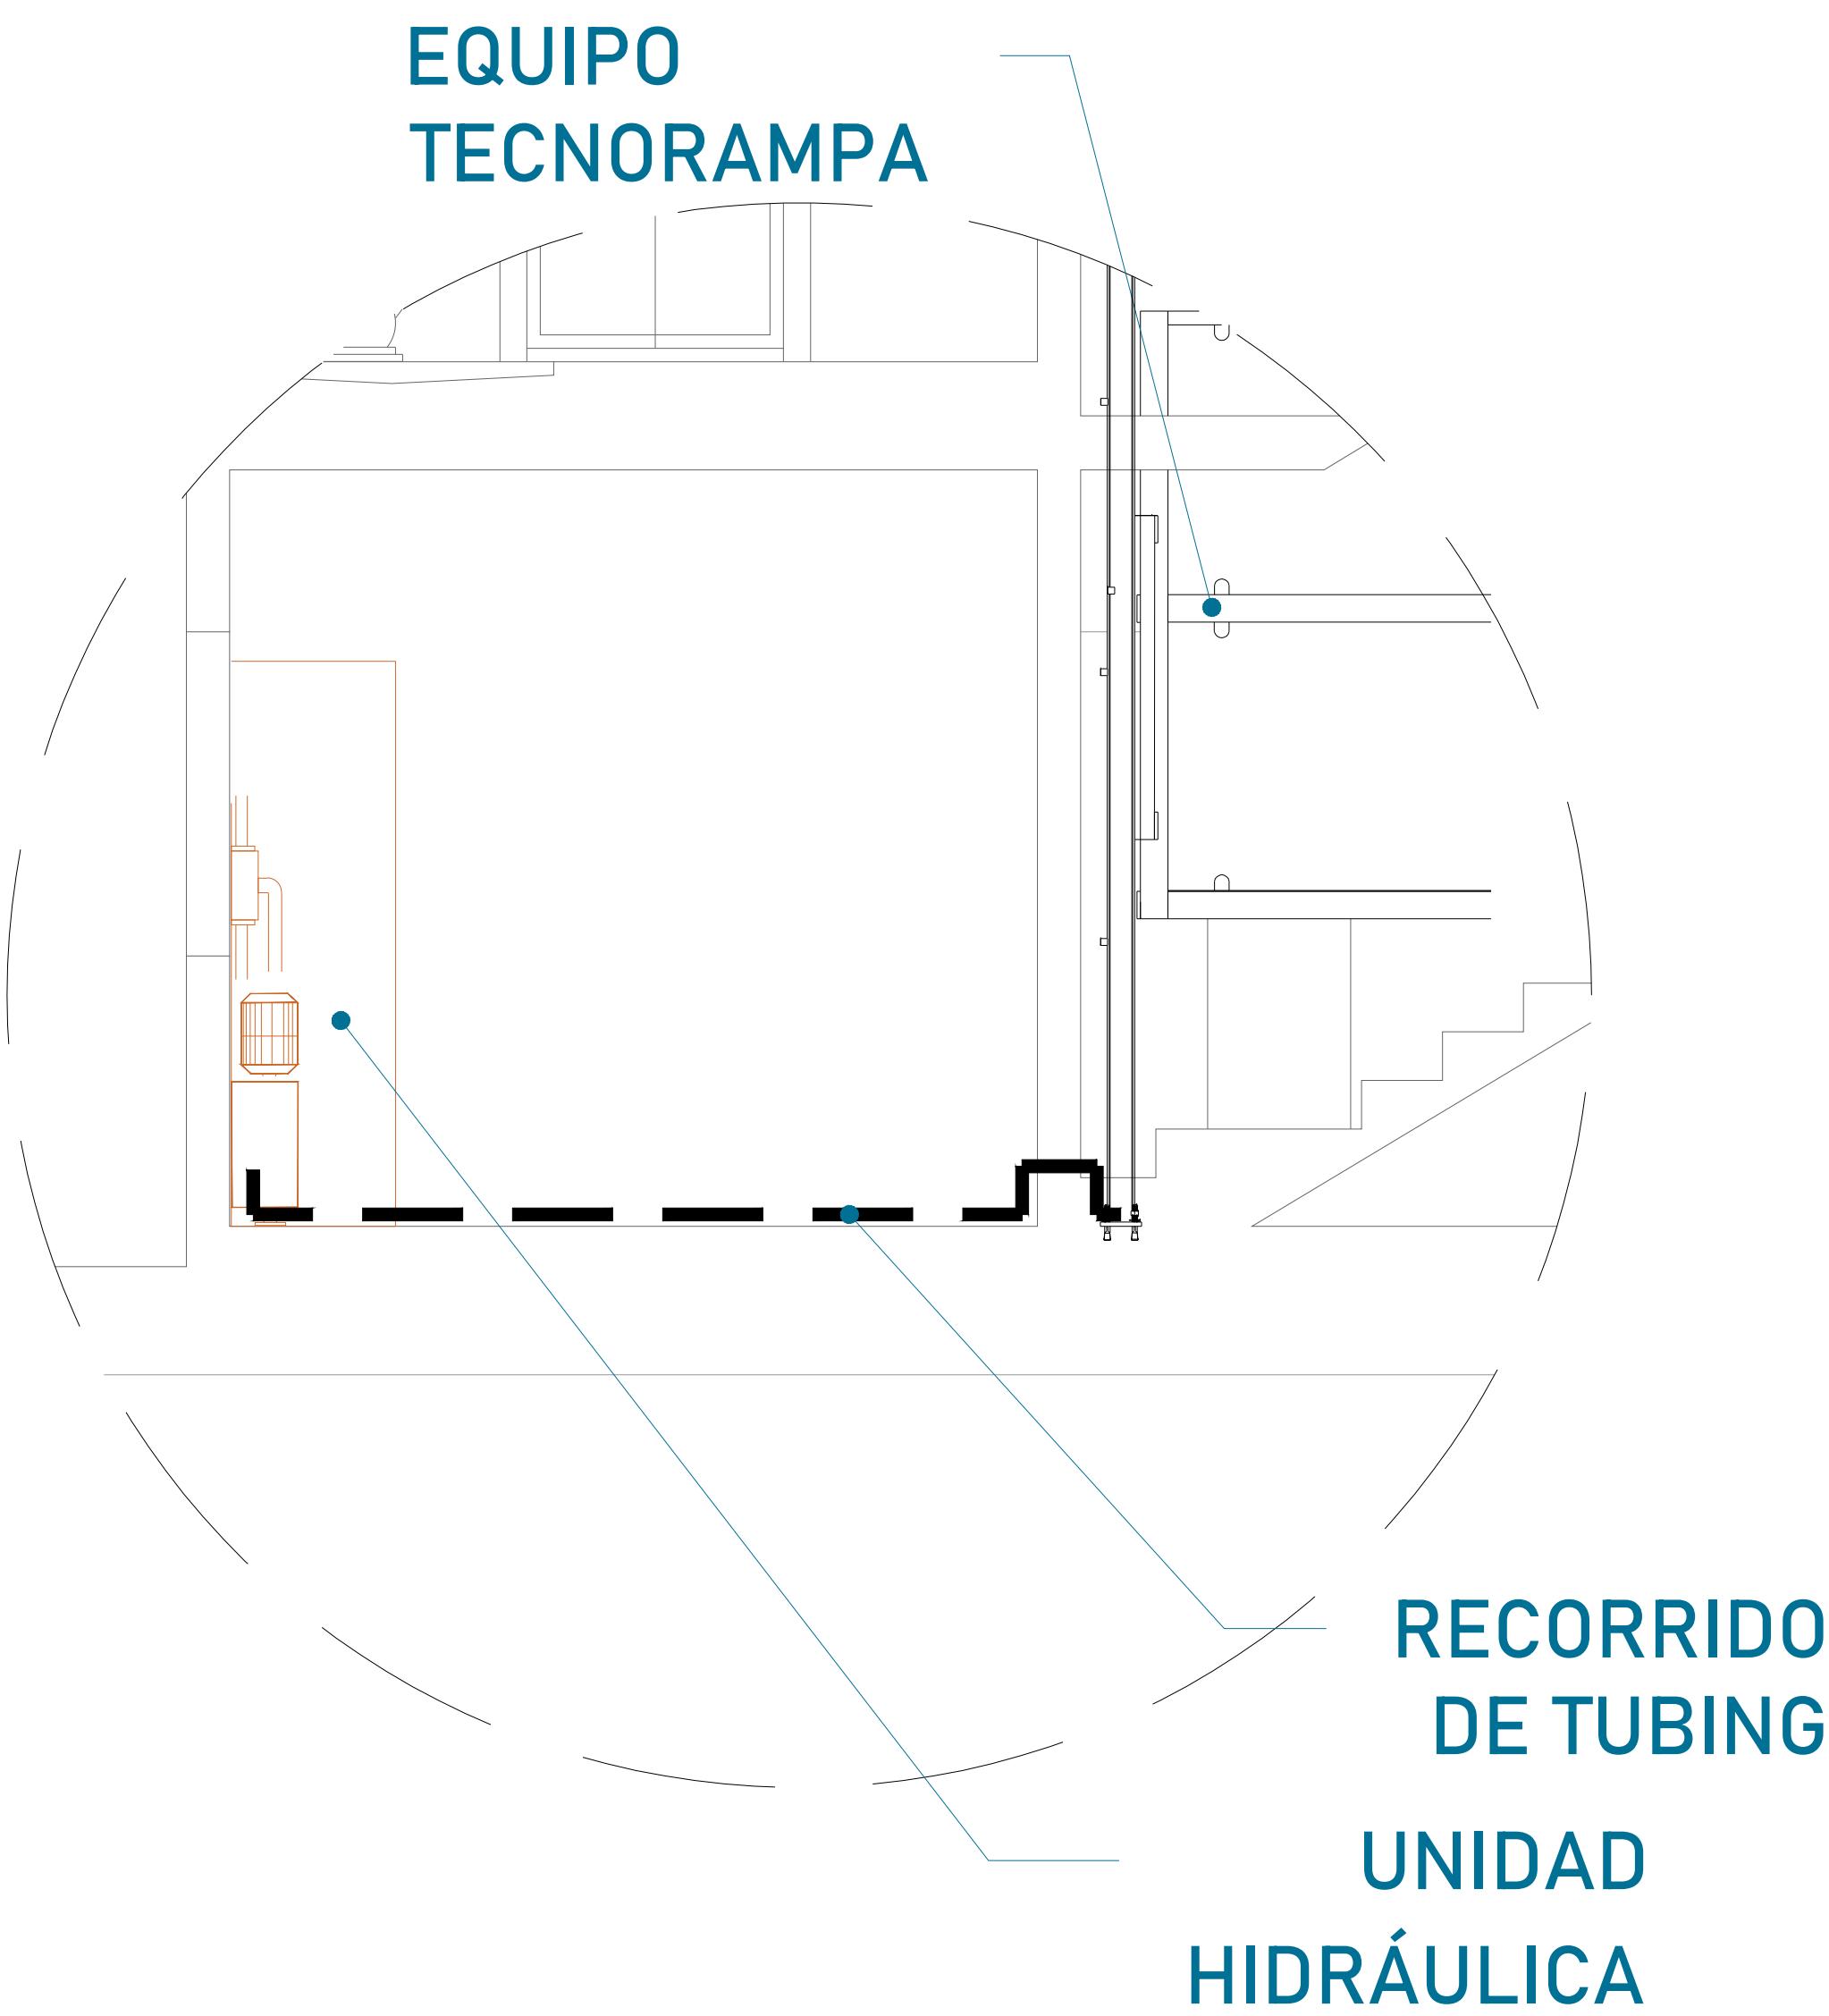 EQUIPO
TECNORAMPA
RECORRIDO
DE TUBING
UNIDAD
HIDRÁULICA